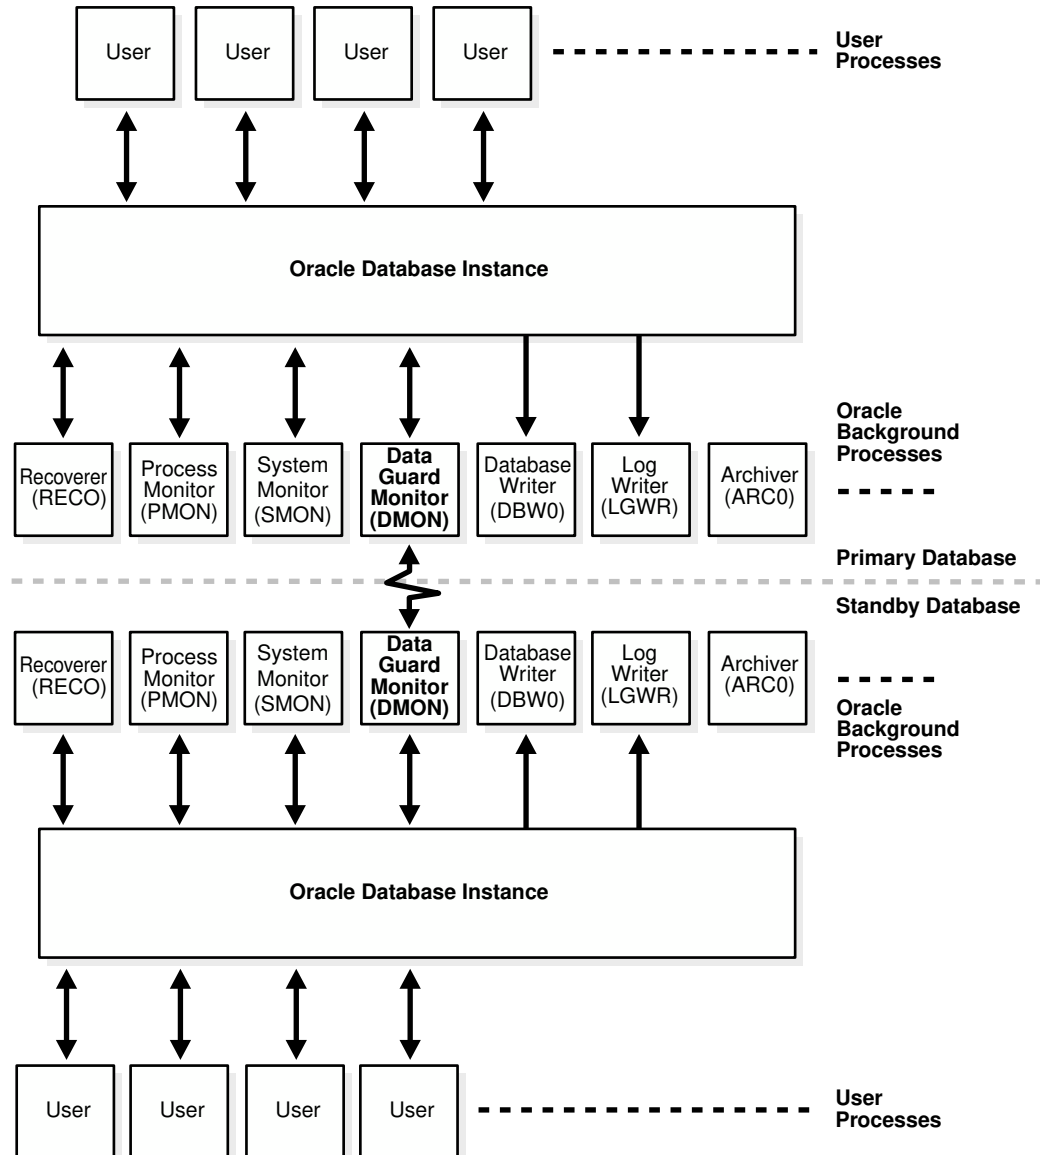 User User User User
User
Processes
Oracle Database Instance
Oracle
Background
Processes
Recoverer
(RECO)
Process
Monitor
(PMON)
System
Monitor
(SMON)
Data
Guard
Monitor
(DMON)
Database
Writer
(DBW0)
Log
Writer
(LGWR)
Archiver
(ARC0)
Primary Database
Standby Database
Recoverer
(RECO)
Process
Monitor
(PMON)
System
Monitor
(SMON)
Data
Guard
Monitor
(DMON)
Database
Writer
(DBW0)
Log
Writer
(LGWR)
Archiver
(ARC0)
Oracle
Background
Processes
Oracle Database Instance
User User User User
User
Processes